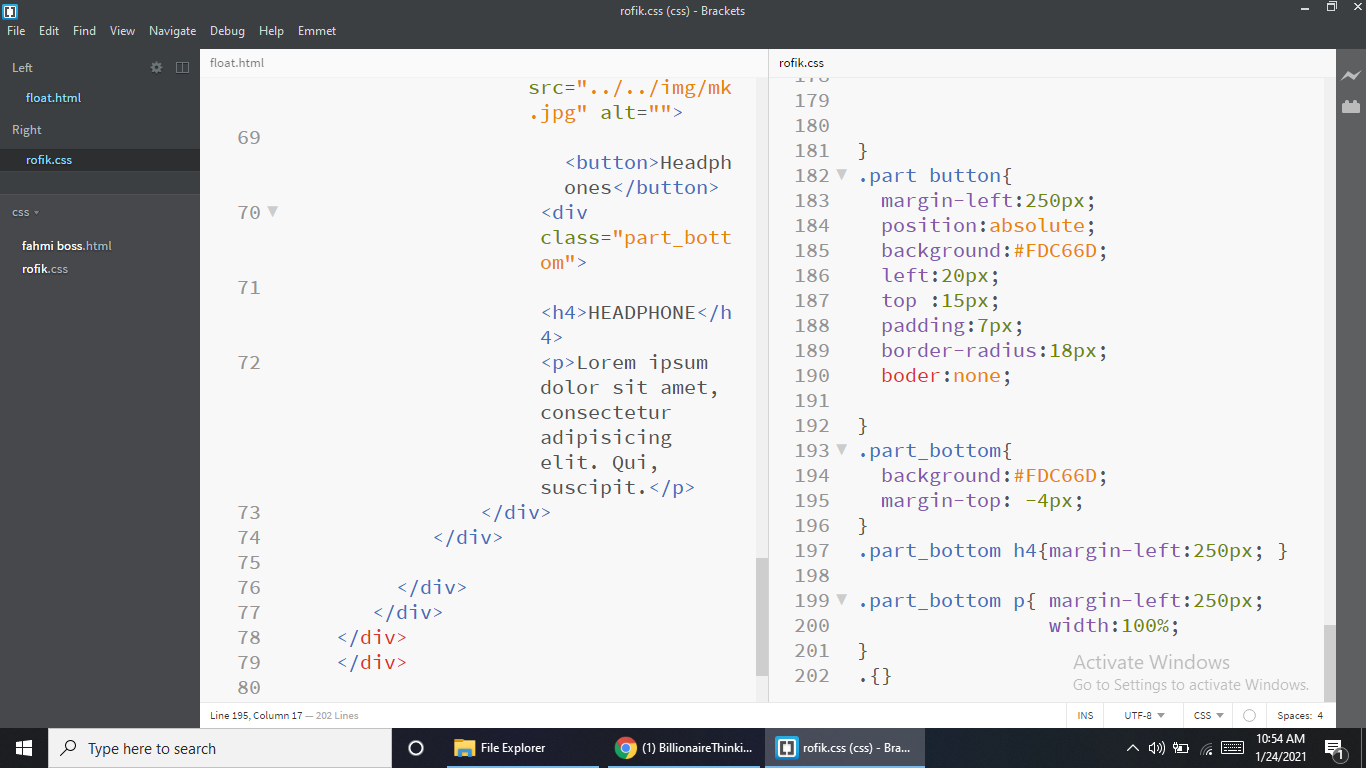 rofik.css (css) - Brackets
File Edit Find View Navigate Debug Help Emmet
Left
float.html
Right
rofik.css
css
fahmi boss.html
rofik.css
float.html
src="../../img/mk
.jpg" alt="">
69
<button>Headph
ones</button>
70 <div
class="part_bott
om">
71
<h4>HEADPHONE</h
4>
72 <p>Lorem ipsum
dolor sit amet,
consectetur
adipisicing
elit. Qui,
suscipit.</p>
73 </div>
74 </div>
75
76 </div>
77 </div>
78 </div>
79 </div>
80
rofik.css
178
179
180
181 }
182 .part button{
183 margin-left:250px;
184 position:absolute;
185 background:#FDC66D;
186 left:20px;
187 top :15px;
188 padding:7px;
189 border-radius:18px;
190 boder:none;
191
192 }
193 .part_bottom{
194 background:#FDC66D;
195 margin-top: -4px;
196 }
197 .part_bottom h4{margin-left:250px; }
198
199 .part_bottom p{ margin-left:250px;
200 width:100%;
201 }
202 .{}
Activate Windows
Go to Settings to activate Windows.
Line 195, Column 17 — 202 Lines
INS UTF-8 CSS Spaces: 4
Type here to search
File Explorer
(1) BillionaireThinki...
rofik.css (css) - Bra...
10:54 AM
1/24/2021
1